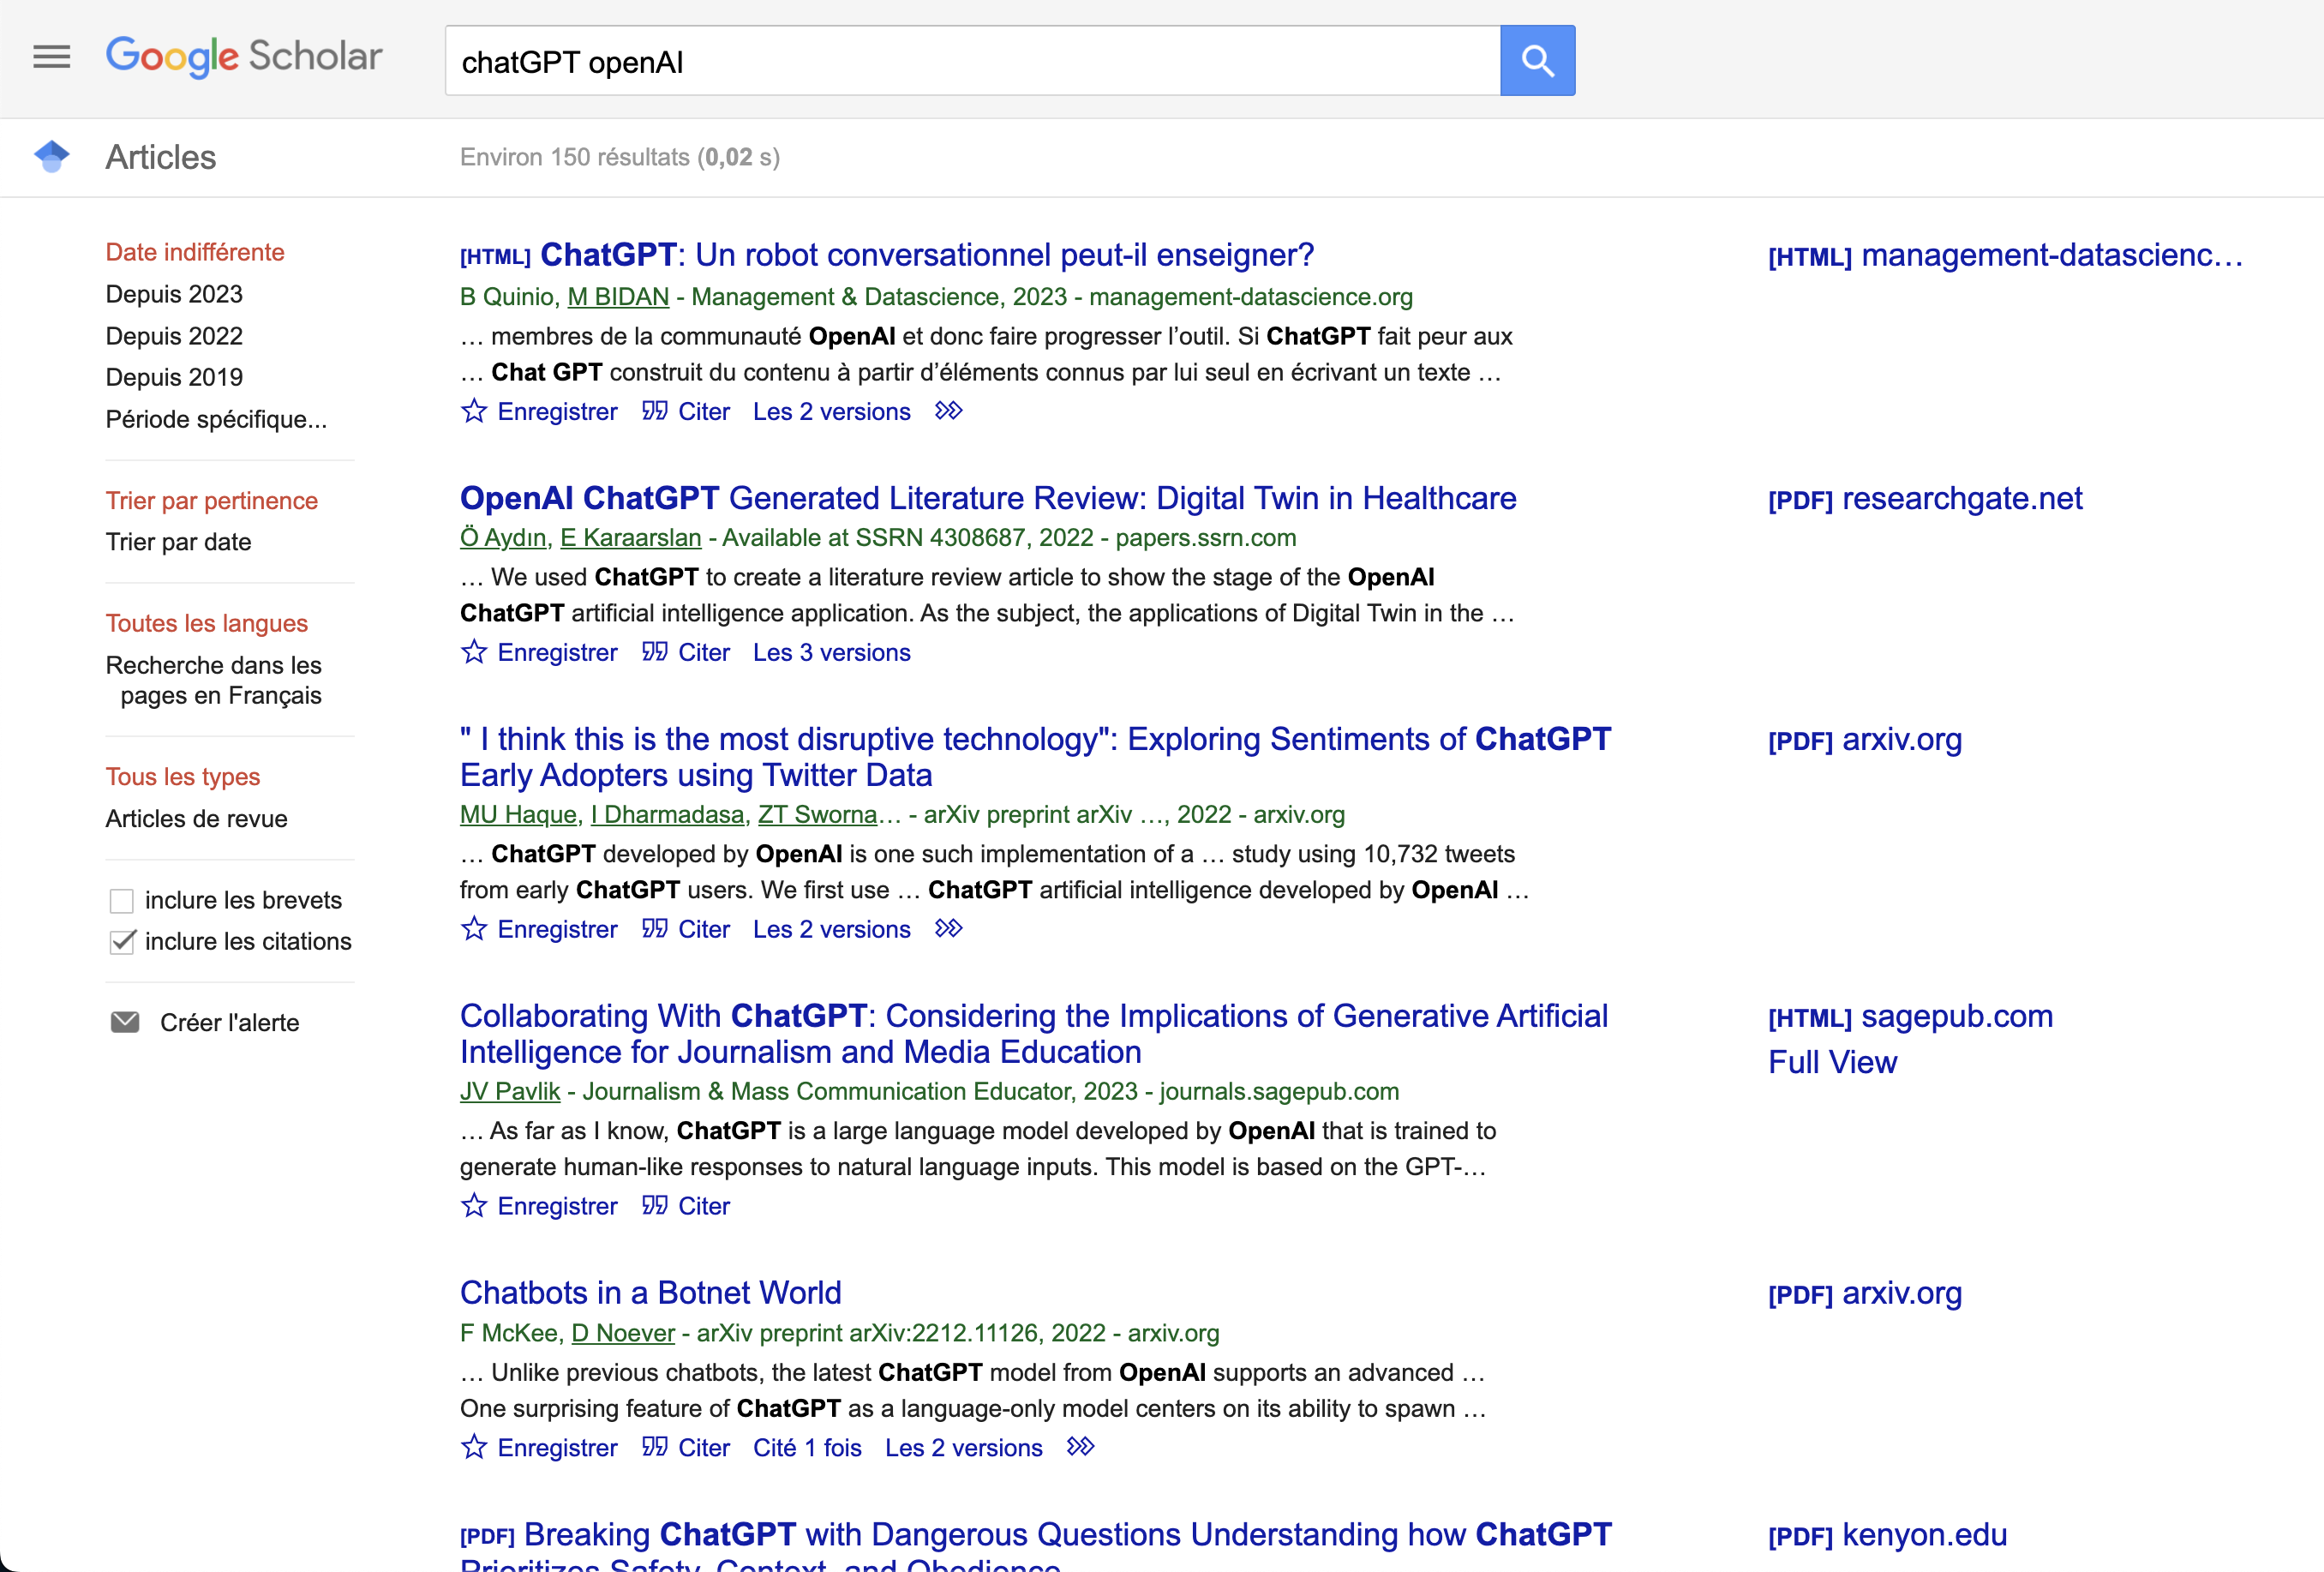 Google Scholar
chatGPT openAI
Articles
Environ 150 résultats (0,02 s)
Date indifférente
Depuis 2023
Depuis 2022
Depuis 2019
Période spécifique...
Trier par pertinence
Trier par date
Toutes les langues
Recherche dans les
pages en Français
Tous les types
Articles de revue
inclure les brevets
inclure les citations
Créer l'alerte
[HTML] ChatGPT: Un robot conversationnel peut-il enseigner?
B Quinio, M BIDAN - Management & Datascience, 2023 - management-datascience.org
… membres de la communauté OpenAI et donc faire progresser l’outil. Si ChatGPT fait peur aux
… Chat GPT construit du contenu à partir d’éléments connus par lui seul en écrivant un texte …
Enregistrer Citer Les 2 versions
[HTML] management-datascienc…
OpenAI ChatGPT Generated Literature Review: Digital Twin in Healthcare
Ö Aydın, E Karaarslan - Available at SSRN 4308687, 2022 - papers.ssrn.com
… We used ChatGPT to create a literature review article to show the stage of the OpenAI
ChatGPT artificial intelligence application. As the subject, the applications of Digital Twin in the …
Enregistrer Citer Les 3 versions
[PDF] researchgate.net
" I think this is the most disruptive technology": Exploring Sentiments of ChatGPT
Early Adopters using Twitter Data
MU Haque, I Dharmadasa, ZT Sworna… - arXiv preprint arXiv …, 2022 - arxiv.org
… ChatGPT developed by OpenAI is one such implementation of a … study using 10,732 tweets
from early ChatGPT users. We first use … ChatGPT artificial intelligence developed by OpenAI …
Enregistrer Citer Les 2 versions
[PDF] arxiv.org
Collaborating With ChatGPT: Considering the Implications of Generative Artificial
Intelligence for Journalism and Media Education
JV Pavlik - Journalism & Mass Communication Educator, 2023 - journals.sagepub.com
… As far as I know, ChatGPT is a large language model developed by OpenAI that is trained to
generate human-like responses to natural language inputs. This model is based on the GPT-…
Enregistrer Citer
[HTML] sagepub.com
Full View
Chatbots in a Botnet World
F McKee, D Noever - arXiv preprint arXiv:2212.11126, 2022 - arxiv.org
… Unlike previous chatbots, the latest ChatGPT model from OpenAI supports an advanced …
One surprising feature of ChatGPT as a language-only model centers on its ability to spawn …
Enregistrer Citer Cité 1 fois Les 2 versions
[PDF] arxiv.org
[PDF] Breaking ChatGPT with Dangerous Questions Understanding how ChatGPT
Prioritizes Safety, Context, and Obedience
[PDF] kenyon.edu